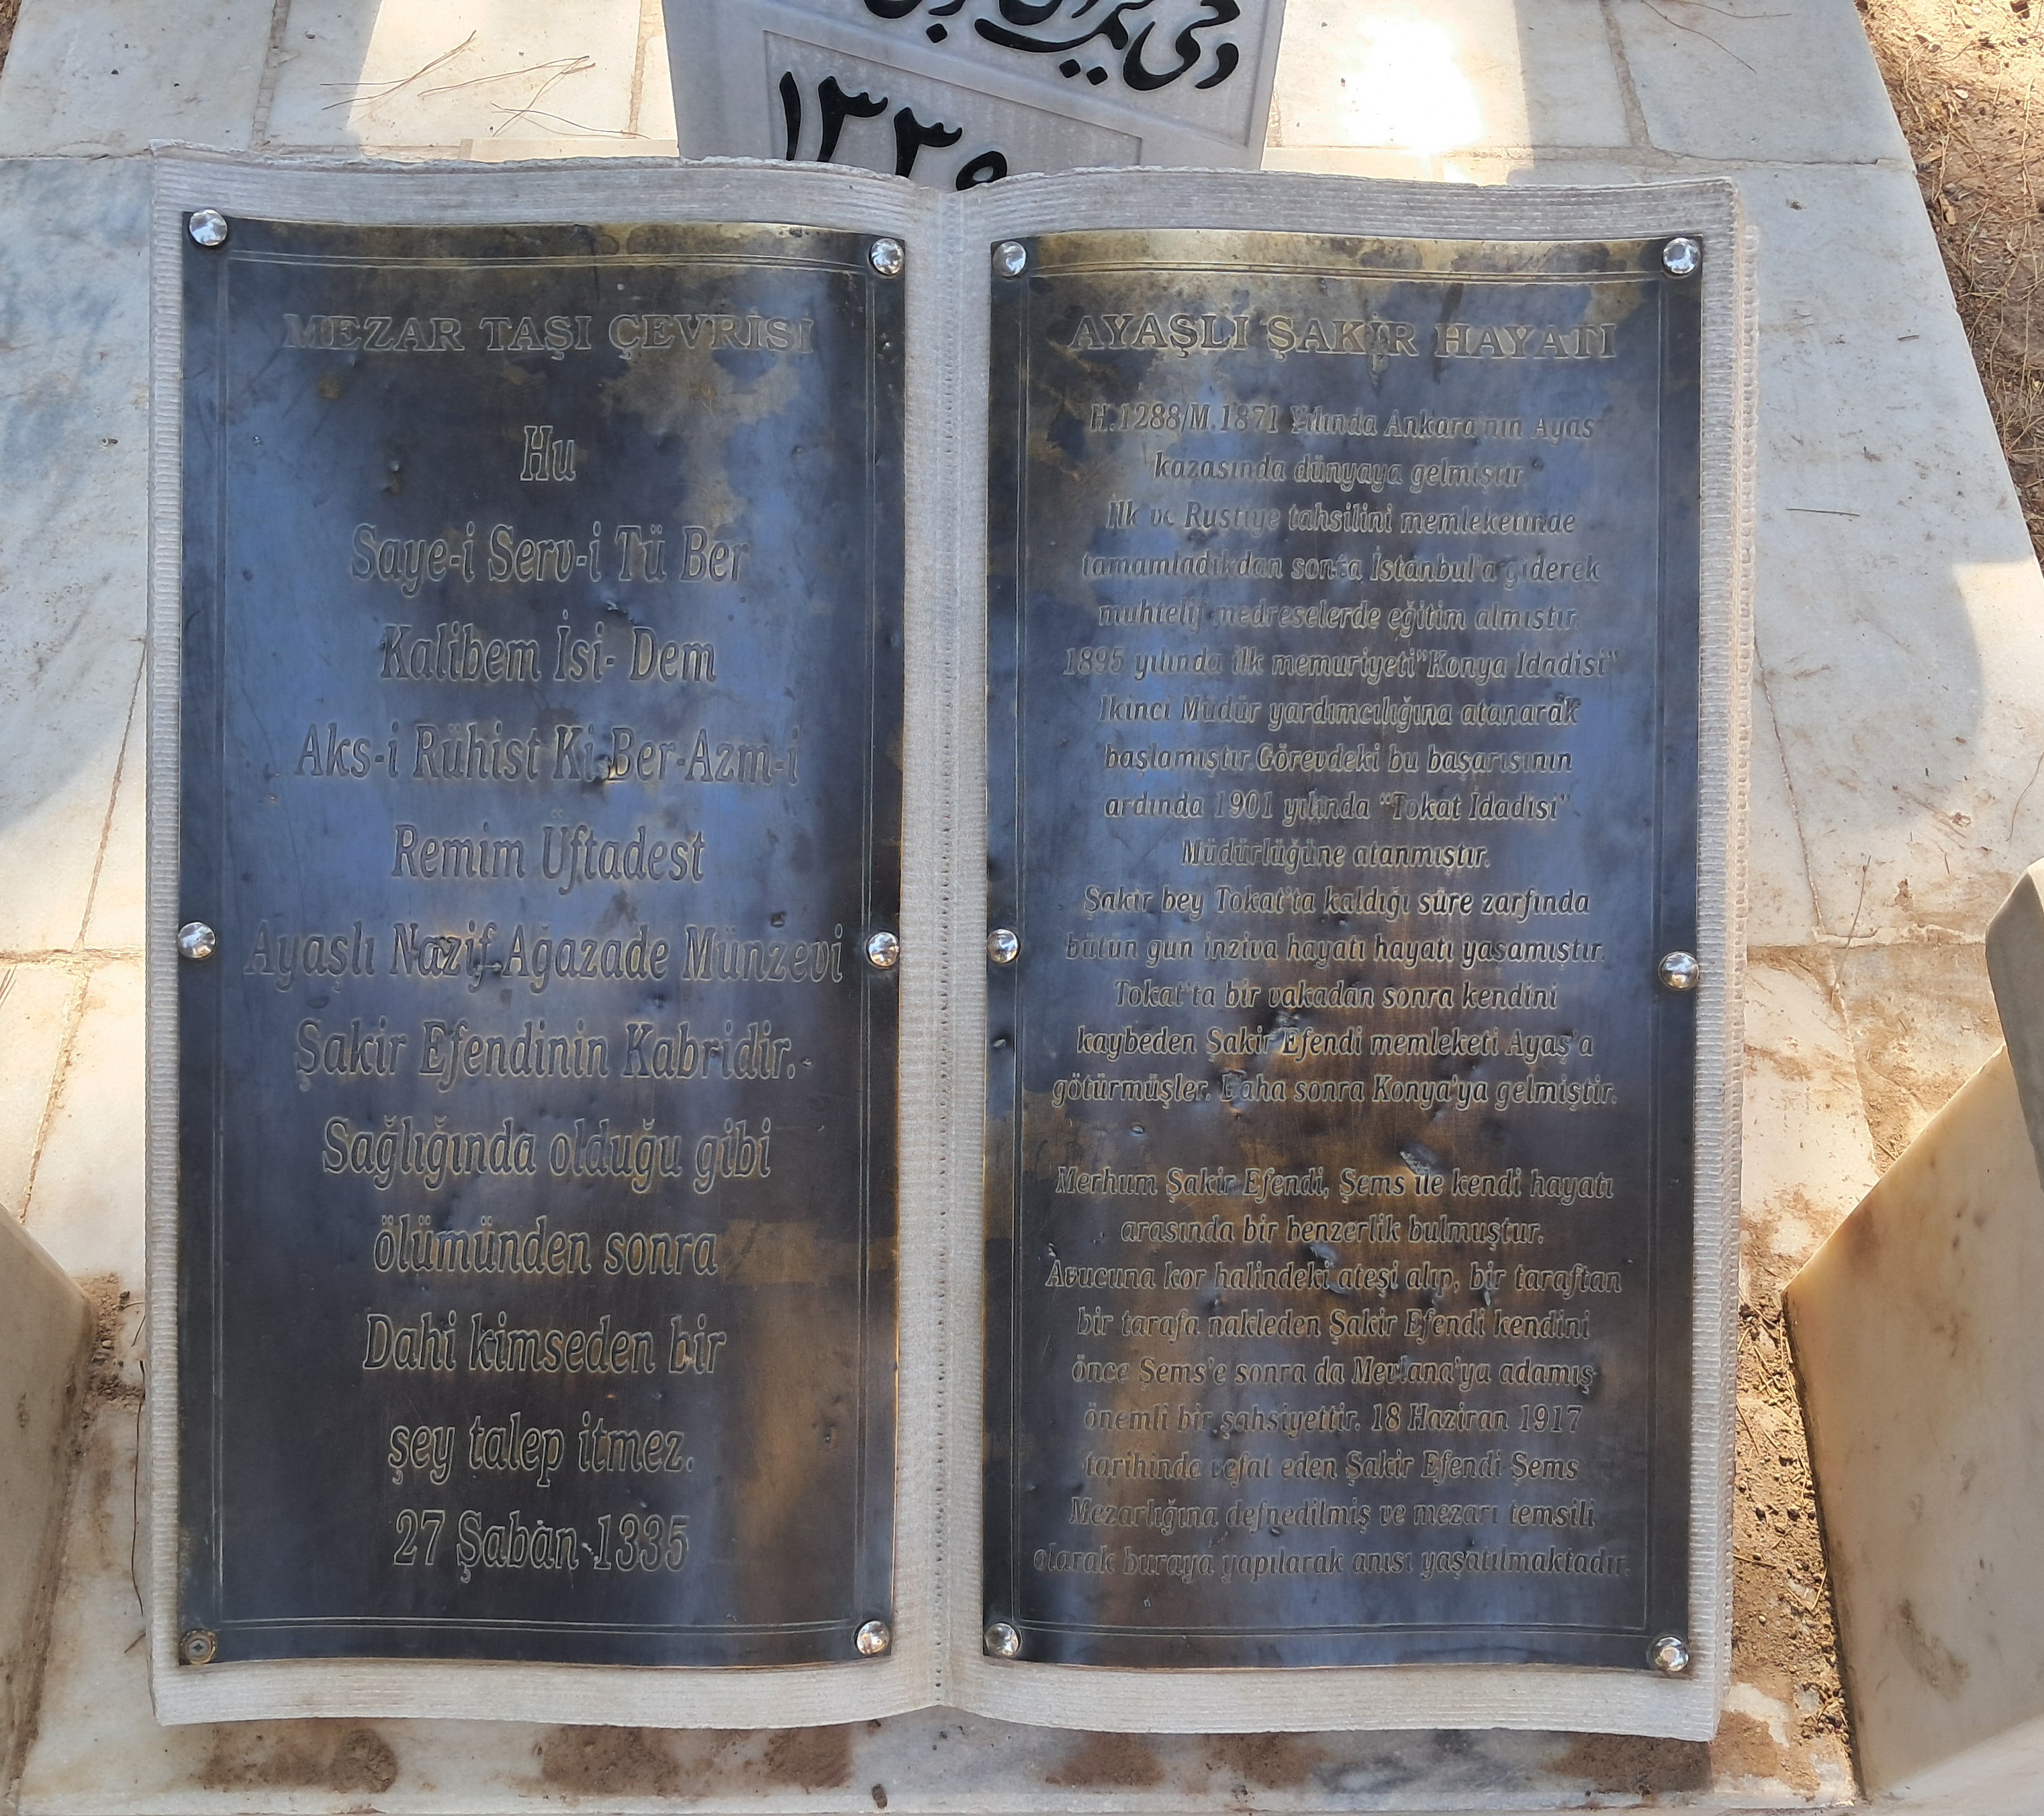 ١٣٣٥
MEZAR TAŞI ÇEVRİSİ
Hu
Saye-i Serv-i Tü Ber
Kalibem İsi- Dem
Aks-i Rühist Ki-Ber-Azm-i
Remim Üftadest
Ayaşlı Nazif-Ağazade Münzevi
Şakir Efendinin Kabridir.
Sağlığında olduğu gibi
ölümünden sonra
Dahi kimseden bir
şey talep itmez.
27 Şaban 1335
AYAŞLI ŞAKİR HAYATI
H.1288/M.1871 Yılında Ankara'nın Ayaş
kazasında dünyaya gelmiştir
İlk ve Rustiye tahsilini memleketinde
tamamladıkdan sonra İstanbul'a giderek
muhtelif medreselerde eğitim almıştır.
1895 yılında ilk memuriyeti"Konya İdadisi"
İkinci Müdür yardımcılığına atanarak
başlamıştır.Görevdeki bu başarısının
ardında 1901 yılında "Tokat İdadisi"
Müdürlüğüne atanmıştır.
Şakir bey Tokat'ta kaldığı süre zarfında
bütün gün inziva hayatı hayatı yaşamıştır.
Tokat'ta bir vakadan sonra kendini
kaybeden Şakir Efendi memleketi Ayaş'a
götürmüşler. Daha sonra Konya'ya gelmiştir.
Merhum Şakir Efendi, Şems ile kendi hayatı
arasında bir benzerlik bulmuştur.
Avucuna kor halindeki ateşi alıp, bir taraftan
bir tarafa nakleden Şakir Efendi kendini
önce Şems'e sonra da Mevlana'ya adamış
önemli bir şahsiyettir. 18 Haziran 1917
tarihinde vefat eden Şakir Efendi Şems
Mezarlığına defnedilmiş ve mezarı temsili
olarak buraya yapılarak anısı yaşatılmaktadır.